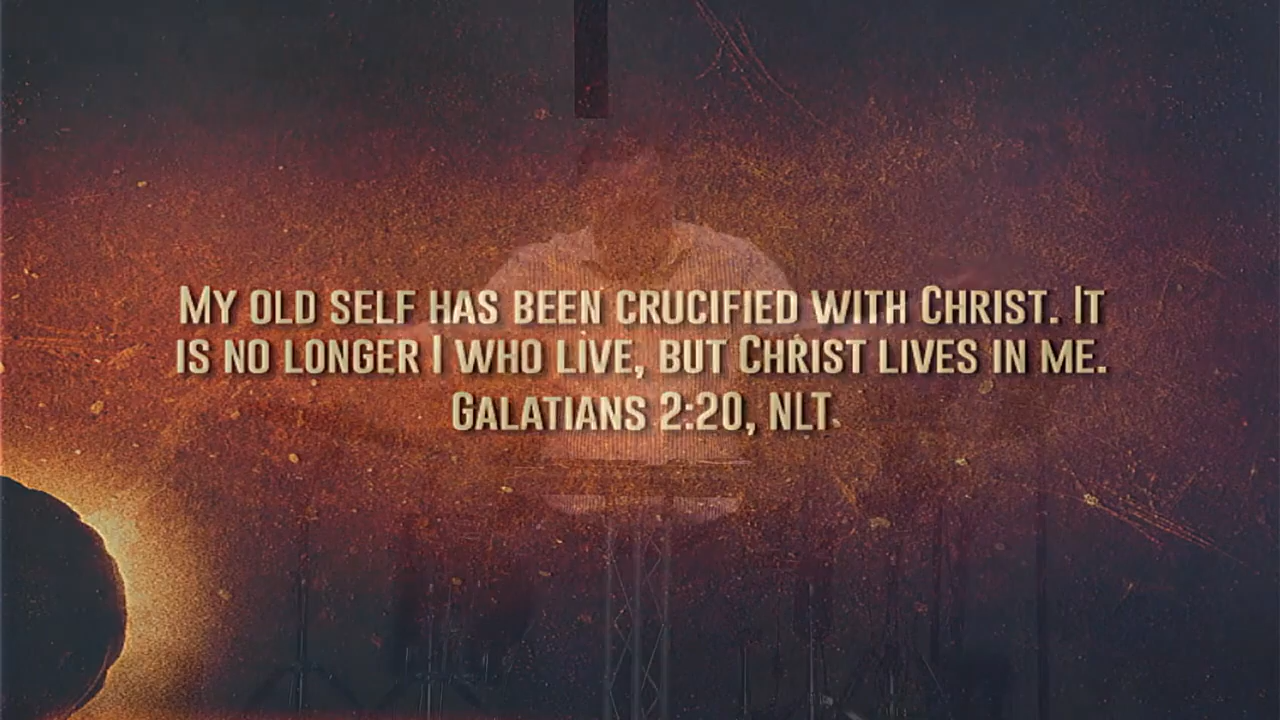 My old self has been crucified with Christ. It
is no longer I who live, but Christ lives in me.
Galatians 2:20, NLT.